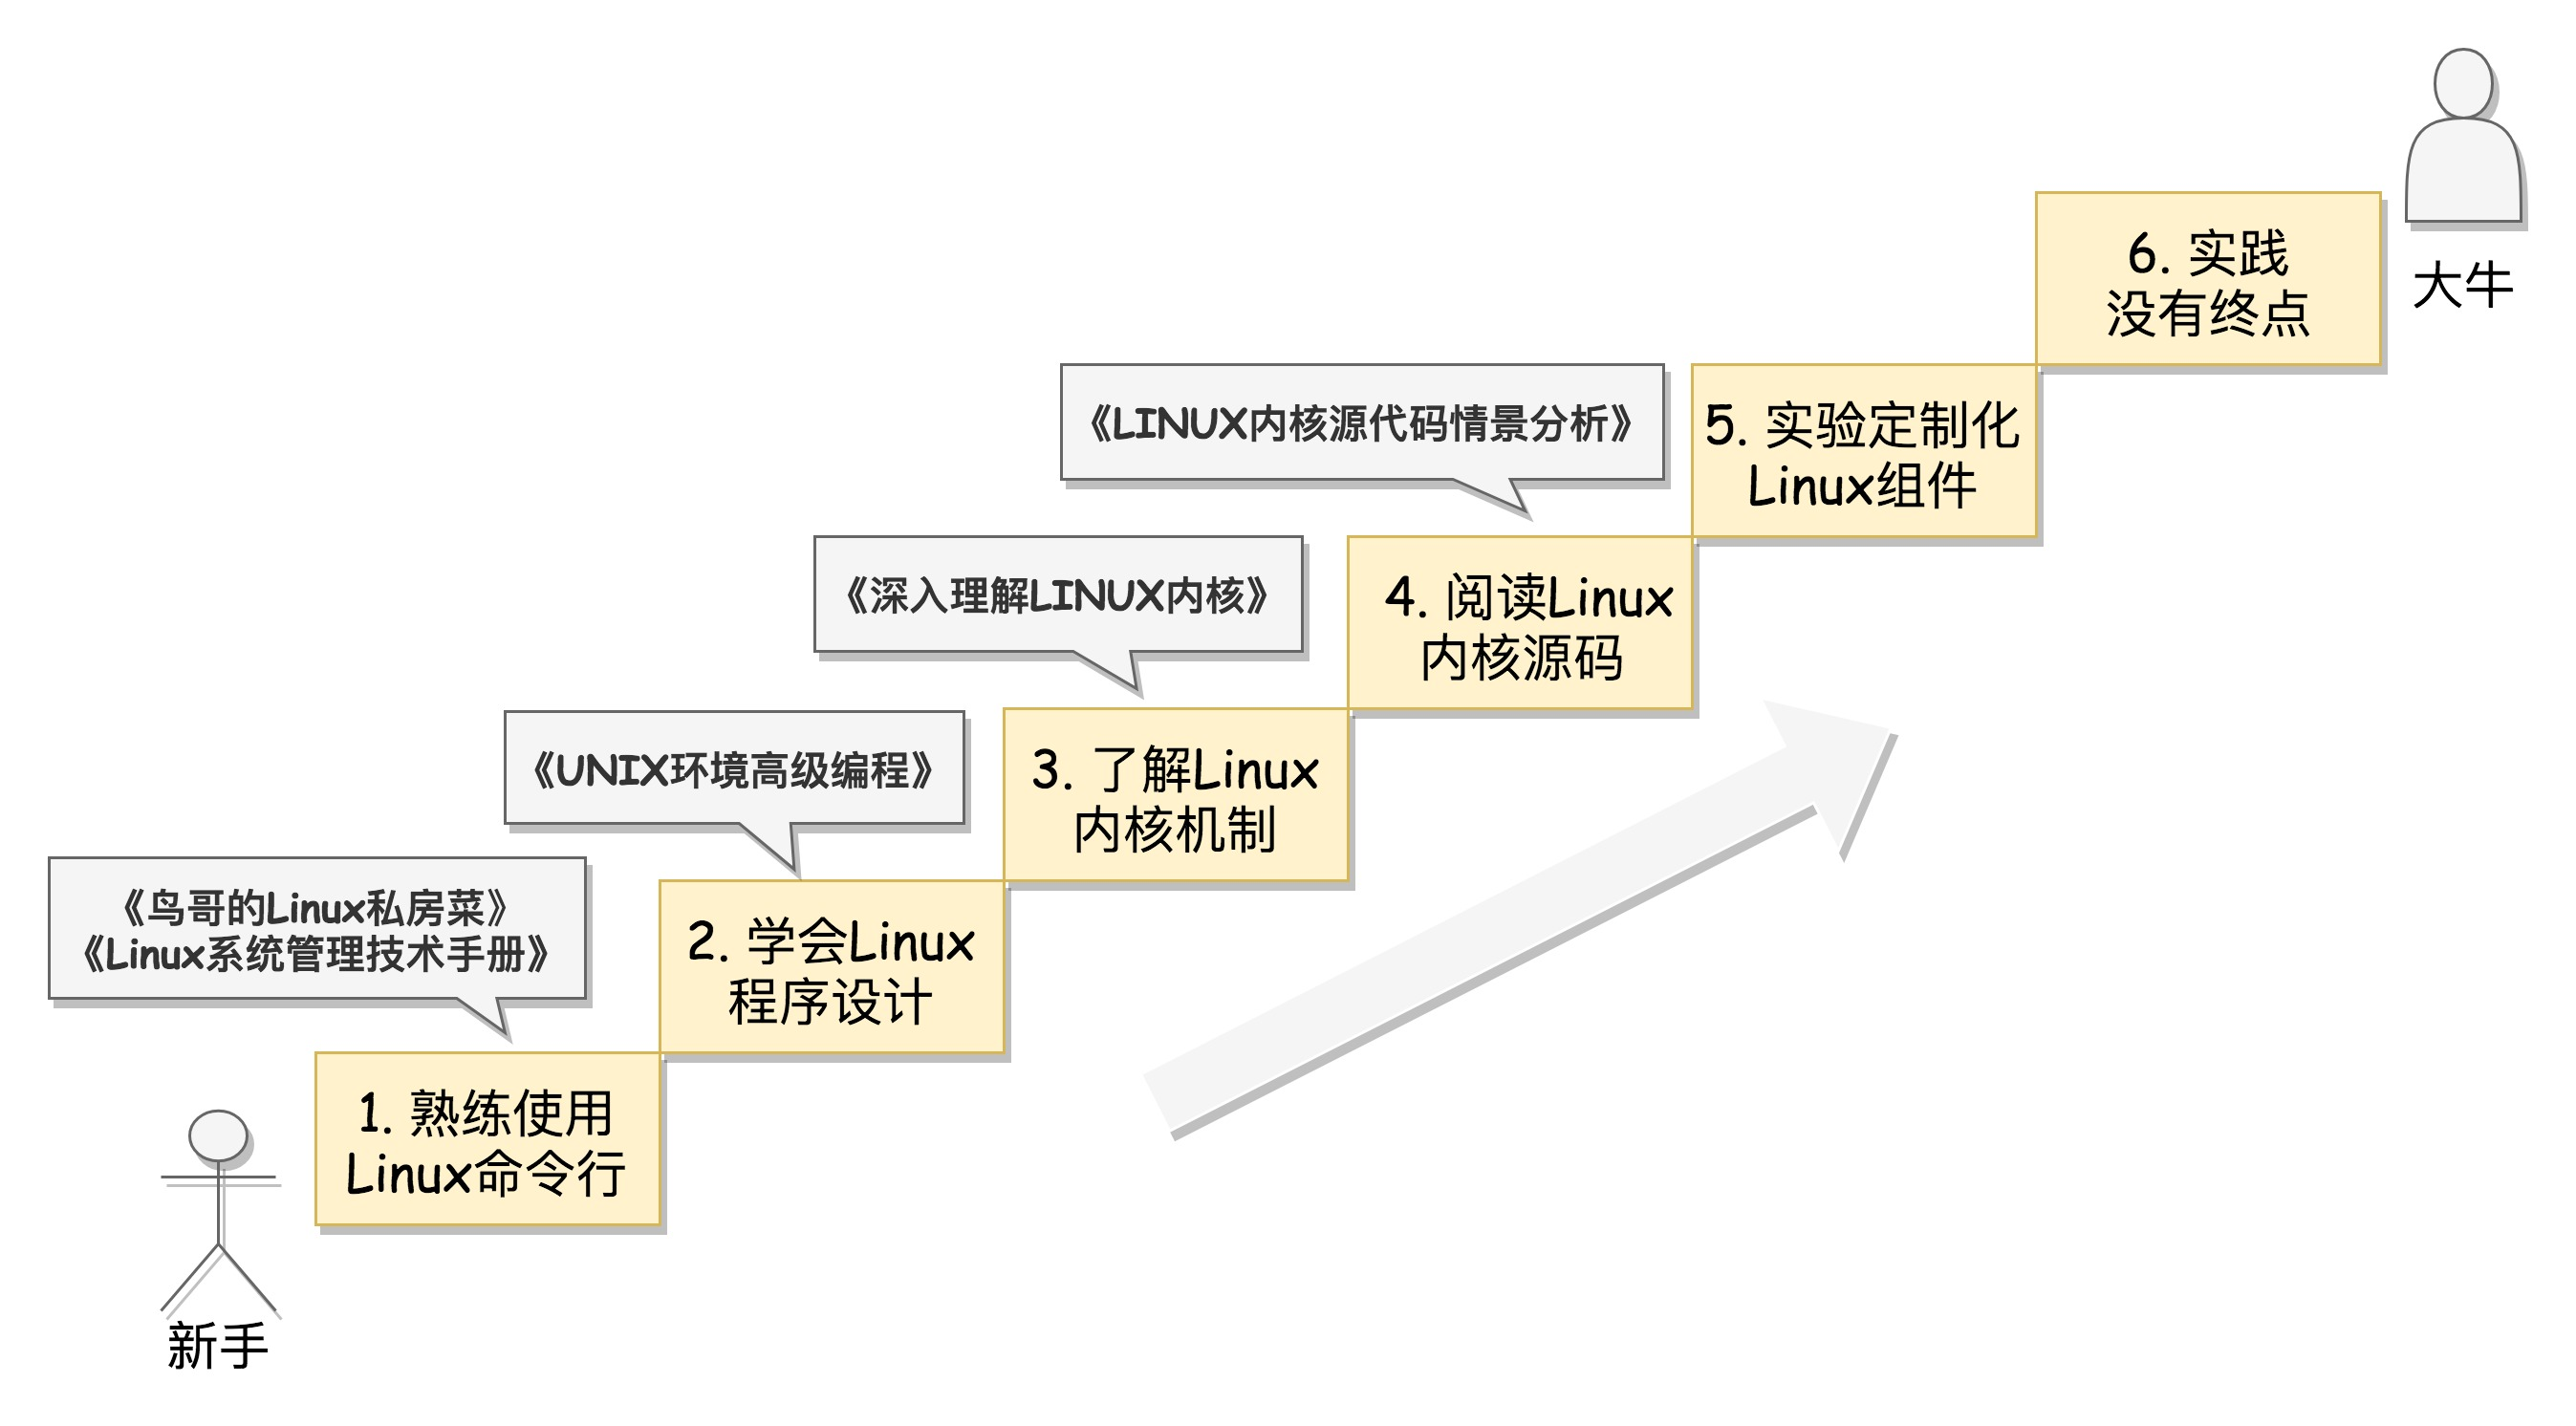 大牛
6. 实践
没有终点
《LINUX内核源代码情景分析》
5. 实验定制化
Linux组件
《深入理解LINUX内核》
4. 阅读Linux
内核源码
《UNIX环境高级编程》
3. 了解Linux
内核机制
《鸟哥的Linux私房菜》
《Linux系统管理技术手册》
2. 学会Linux
程序设计
1. 熟练使用
Linux命令行
新手